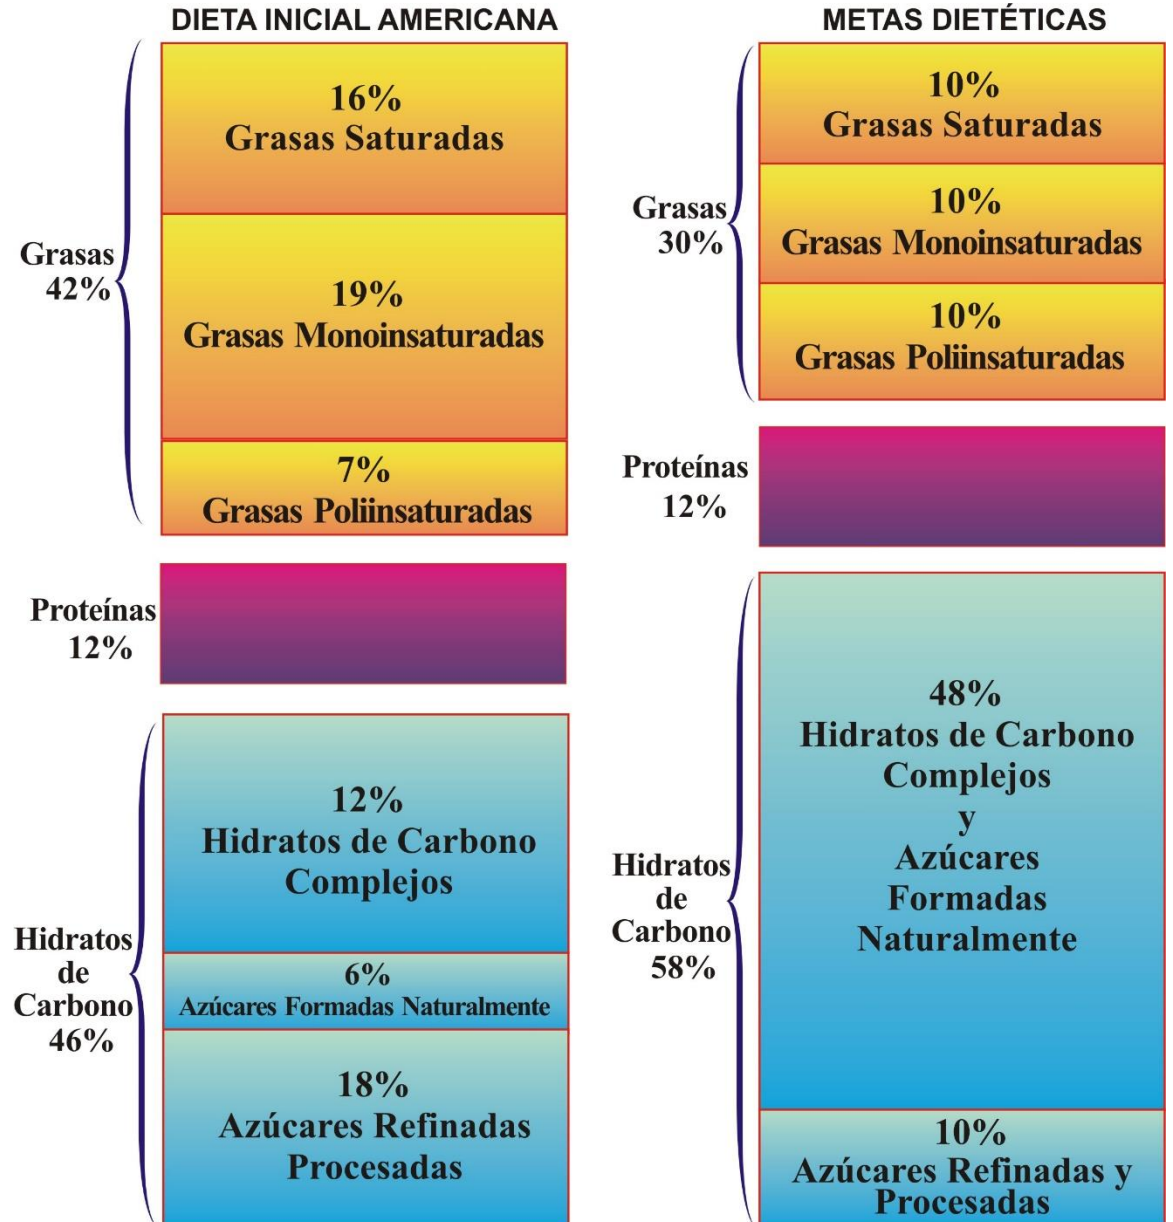 DIETA INICIAL AMERICANA
16%
Grasas Saturadas
19%
Grasas Monoinsaturadas
7%
Grasas Poliinsaturadas
Grasas
42%
Proteínas
12%
12%
Hidratos de Carbono
Complejos
6%
Azúcares Formadas Naturalmente
18%
Azúcares Refinadas
Procesadas
Hidratos
de
Carbono
46%
METAS DIETÉTICAS
10%
Grasas Saturadas
10%
Grasas Monoinsaturadas
10%
Grasas Poliinsaturadas
Grasas
30%
Proteínas
12%
48%
Hidratos de Carbono
Complejos
y
Azúcares
Formadas
Naturalmente
10%
Azúcares Refinadas y
Procesadas
Hidratos
de
Carbono
58%